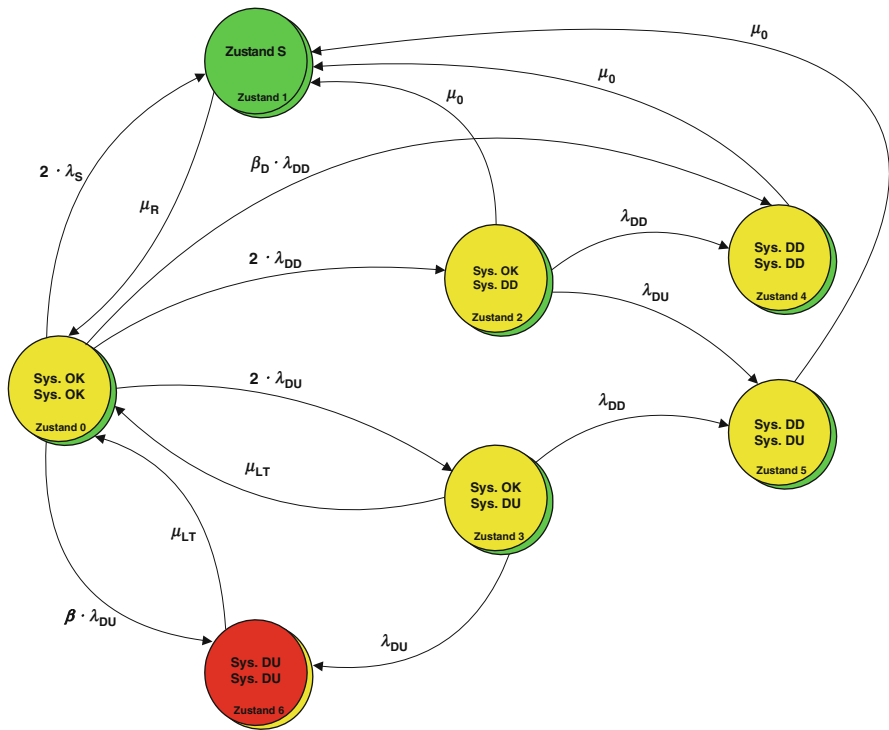 μ0
Zustand S
Zustand 1
μ0
μ0
2 · λS
βD · λDD
μR
λDD
Sys. DD
Sys. DD
Zustand 4
2 · λDD
Sys. OK
Sys. DD
Zustand 2
λDU
Sys. OK
Sys. OK
Zustand 0
2 · λDU
λDD
Sys. DD
Sys. DU
Zustand 5
μLT
Sys. OK
Sys. DU
Zustand 3
μLT
β · λDU
λDU
Sys. DU
Sys. DU
Zustand 6